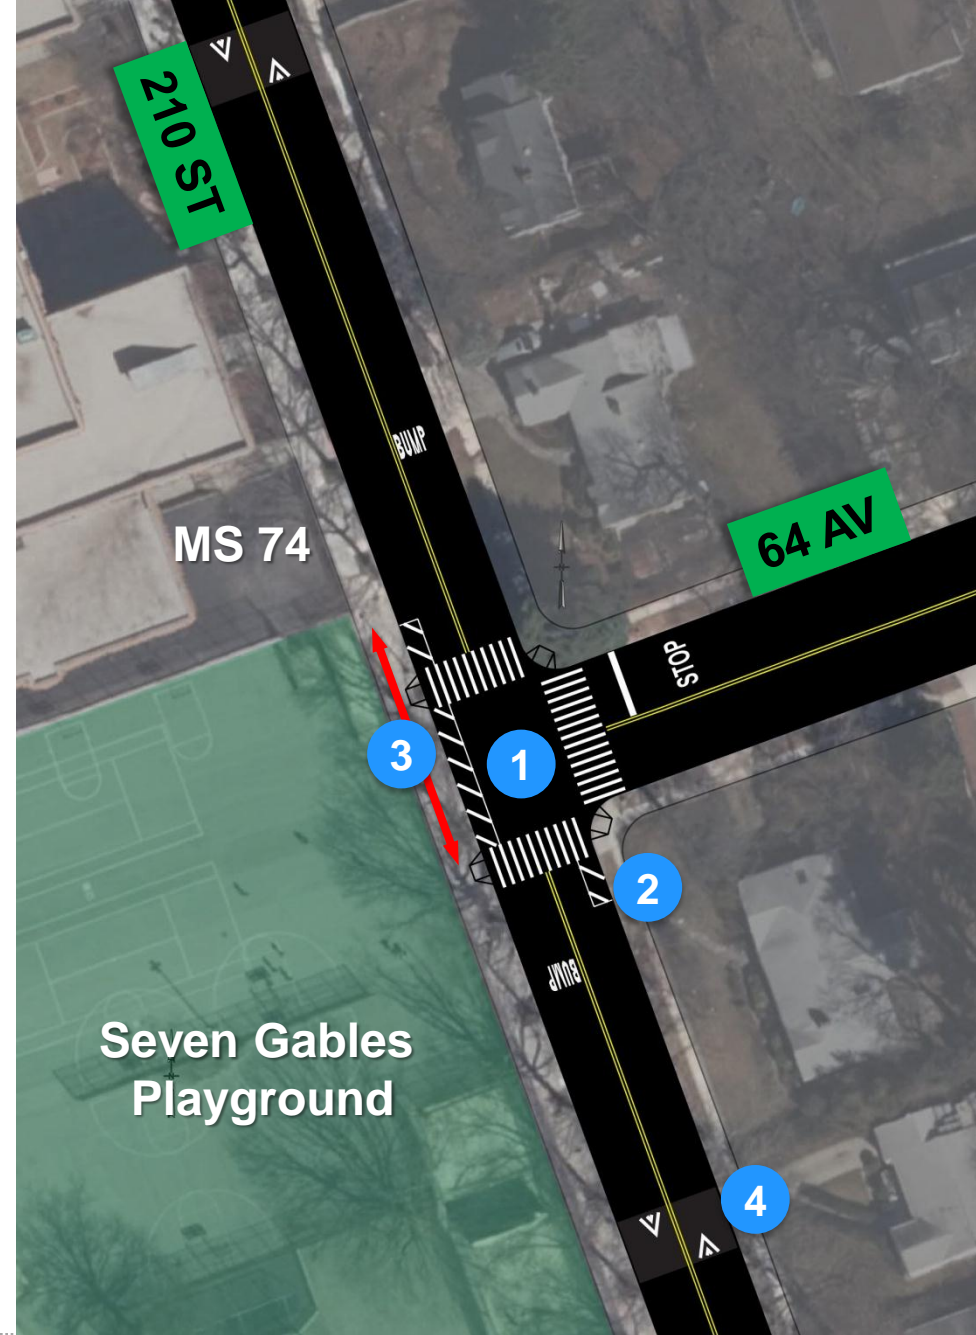 210 ST
BUMP
MS 74
64 AV
STOP
3
1
2
BUMP
Seven Gables
Playground
4